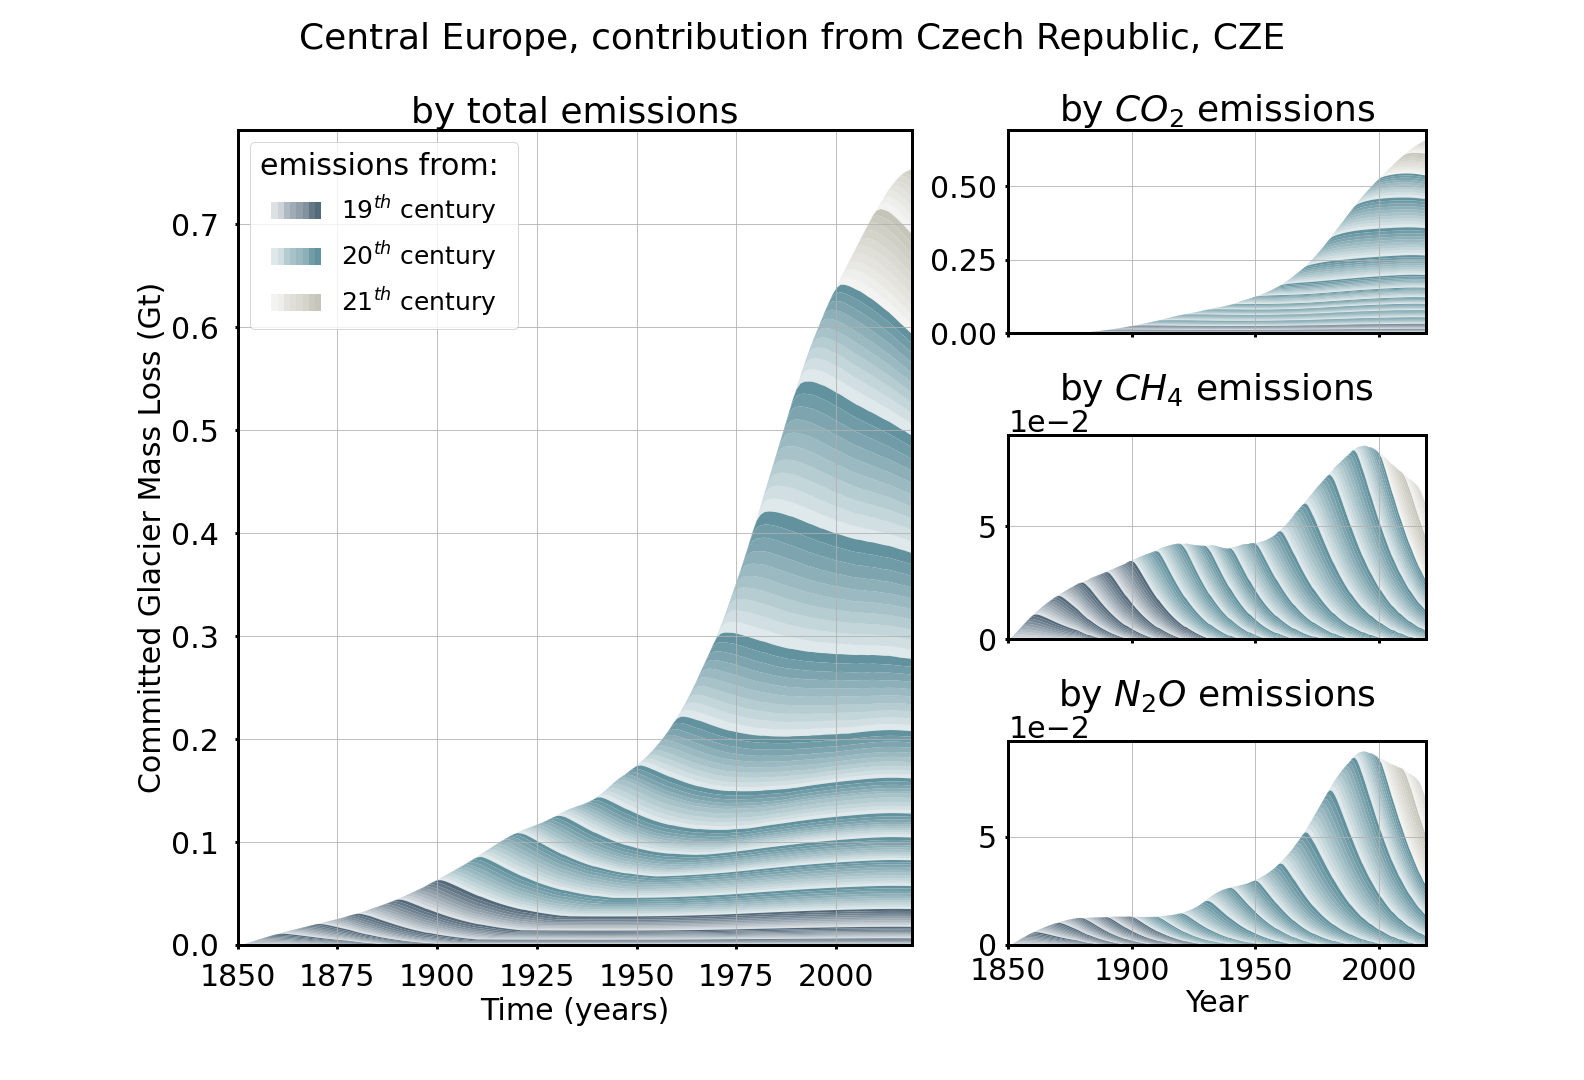 Central Europe, contribution from Czech Republic, CZE
by total emissions
emissions from:
19th century
20th century
21th century
Committed Glacier Mass Loss (Gt)
0.7
0.6
0.5
0.4
0.3
0.2
0.1
0.0
1850 1875 1900 1925 1950 1975 2000
Time (years)
by CO2 emissions
0.50
0.25
0.00
by CH4 emissions
1e−2
5
0
by N2O emissions
1e−2
5
0
1850 1900 1950 2000
Year